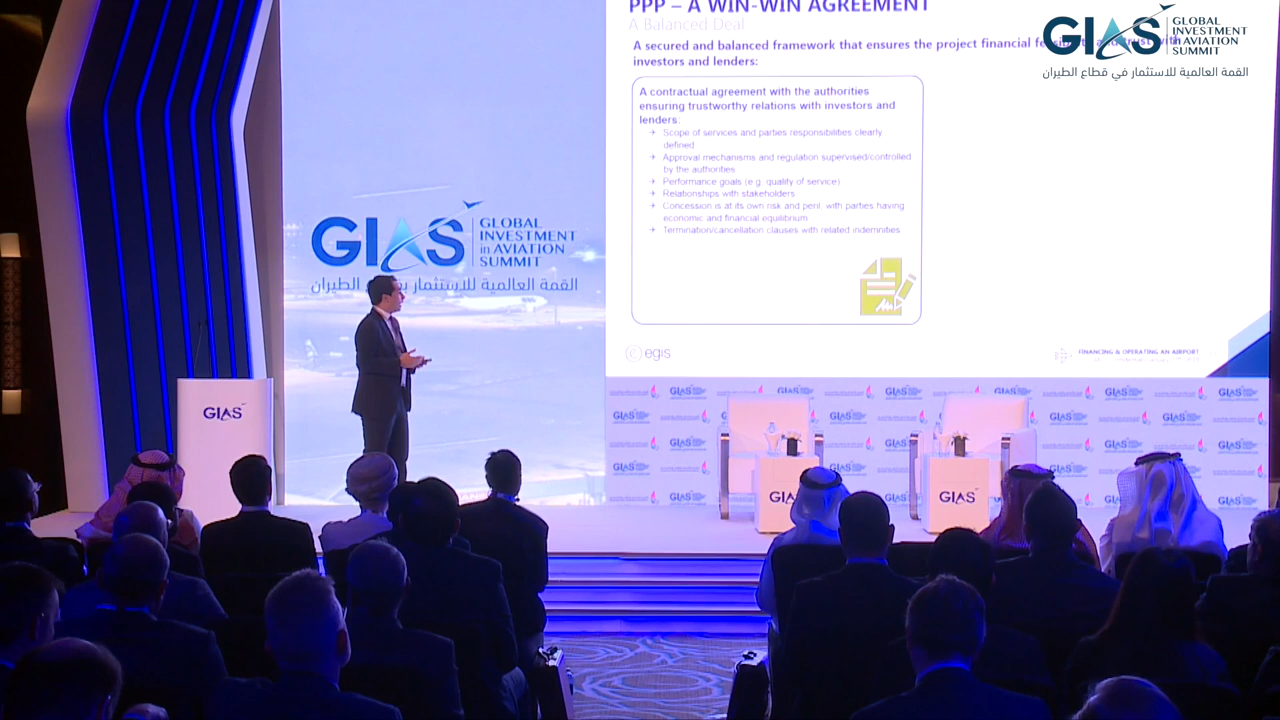 PPP – A WIN-WIN AGREEMENT
A Balanced Deal
A secured and balanced framework that ensures the project financial
investors and lenders:
A contractual agreement with the authorities
ensuring trustworthy relations with investors and
lenders:
Scope of services and parties responsibilities clearly
defined
Approval mechanisms and regulation supervised/controlled
by the authorities
Performance goals (e.g. quality of service)
Relationships with stakeholders
Concession is at its own risk and peril, with parties having
economic and financial equilibrium
Termination/cancellation clauses with related indemnities
egis
FINANCING & OPERATING AN AIRPORT
GIAS
GLOBAL
INVESTMENT
in AVIATION
SUMMIT
القمة العالمية للاستثمار في قطاع الطيران
GIAS
GLOBAL
INVESTMENT
in AVIATION
SUMMIT
القمة العالمية للاستثمار الطيران
GIAS
GIAS
GIAS